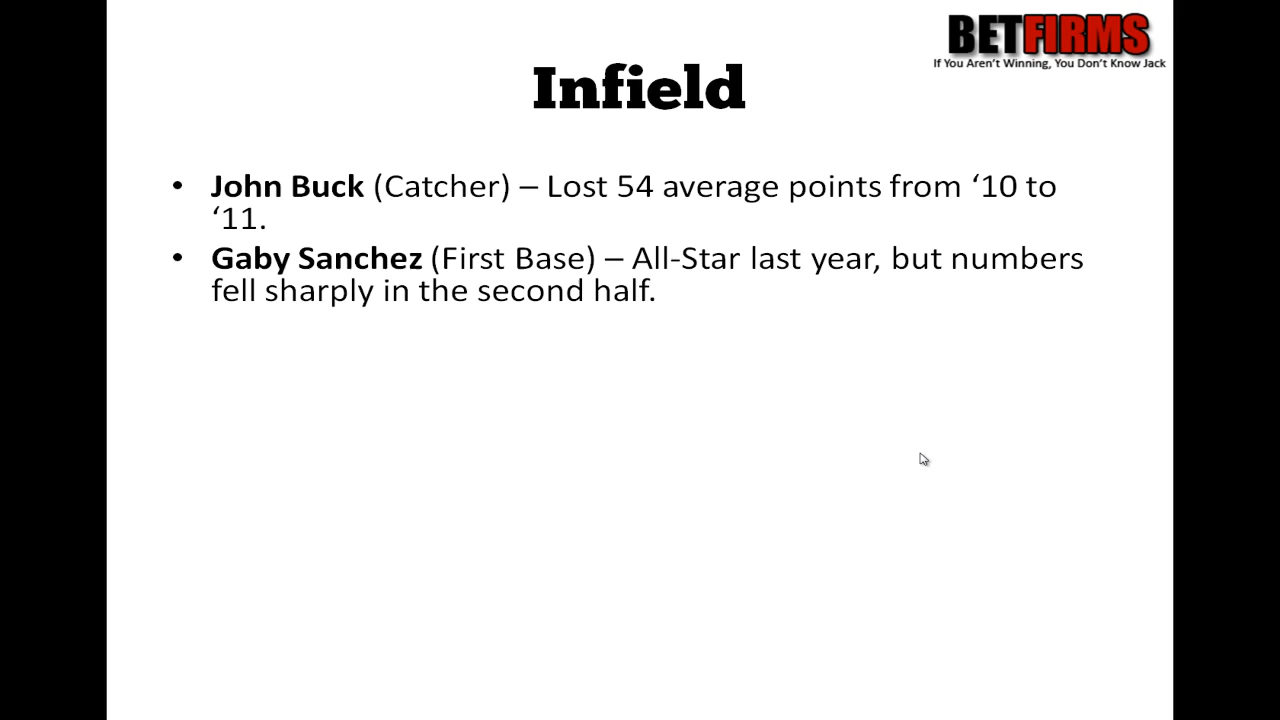 BETFIRMS
If You Aren't Winning, You Don't Know Jack
Infield
• John Buck (Catcher) – Lost 54 average points from ‘10 to
‘11.
• Gaby Sanchez (First Base) – All-Star last year, but numbers
fell sharply in the second half.